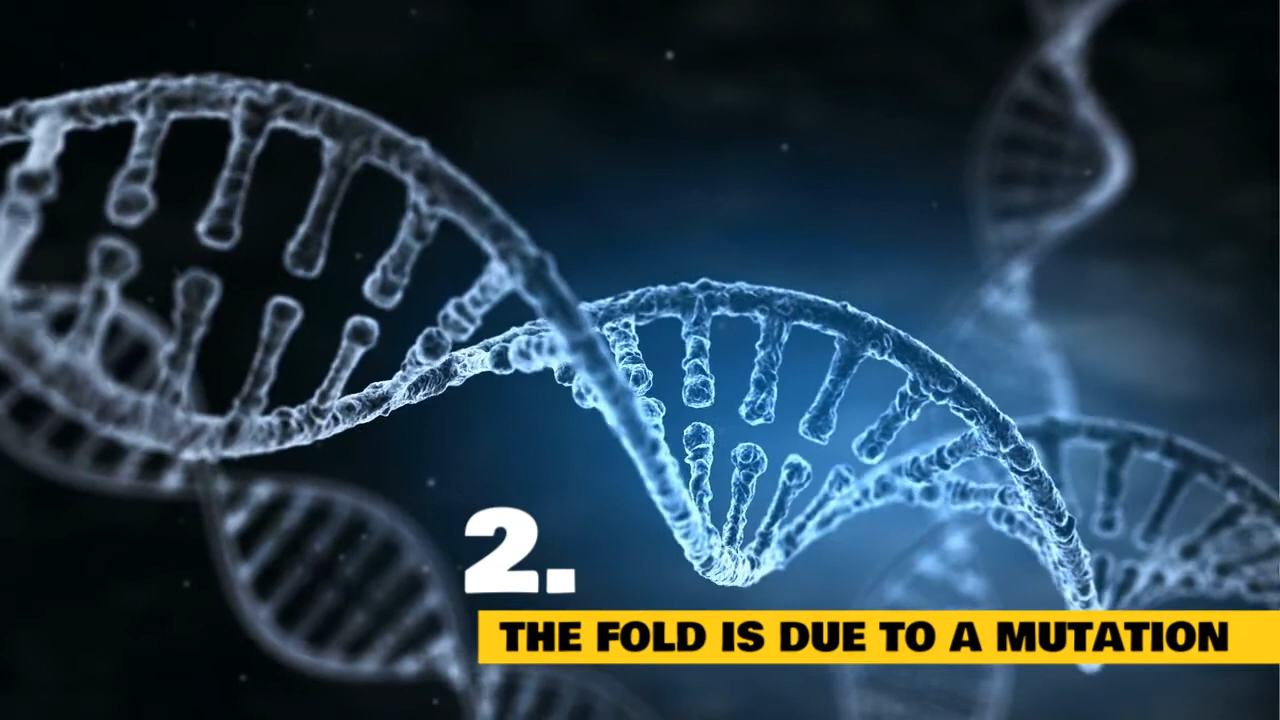 2.
THE FOLD IS DUE TO A MUTATION